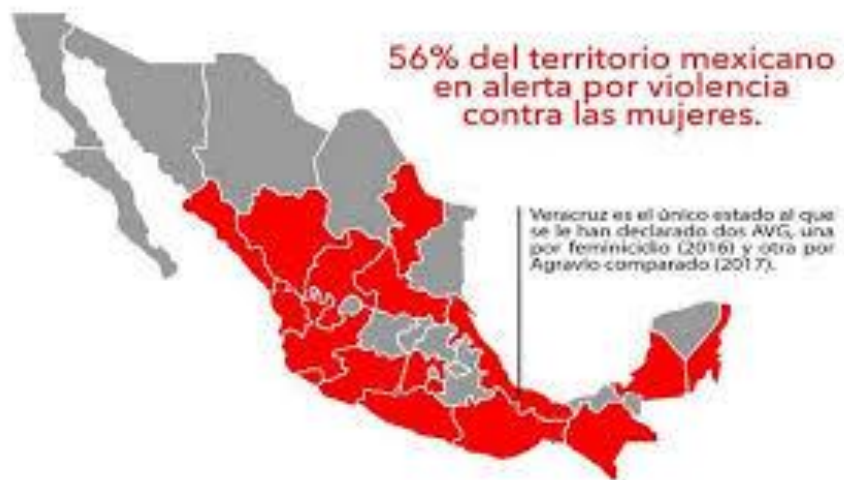 56% del territorio mexicano
en alerta por violencia
contra las mujeres.
Veracruz es el único estado al que
se le han declarado dos AVG, una
por feminicidio (2016) y otra por
Agravio comparado (2017).